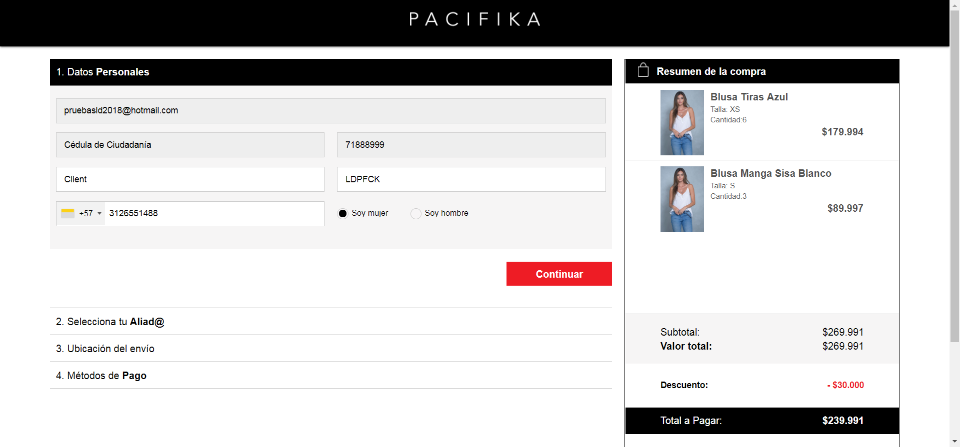 PACIFIKA
1. Datos Personales
pruebasld2018@hotmail.com
Cédula de Ciudadanía
71888999
Client
LDPFCK
+57
3126551488
Soy mujer
Soy hombre
Continuar
2. Selecciona tu Aliad@
3. Ubicación del envío
4. Métodos de Pago
Resumen de la compra
Blusa Tiras Azul
Talla: XS
Cantidad:6
$179.994
Blusa Manga Sisa Blanco
Talla: S
Cantidad:3
$89.997
Subtotal: $269.991
Valor total: $269.991
Descuento: - $30.000
Total a Pagar: $239.991